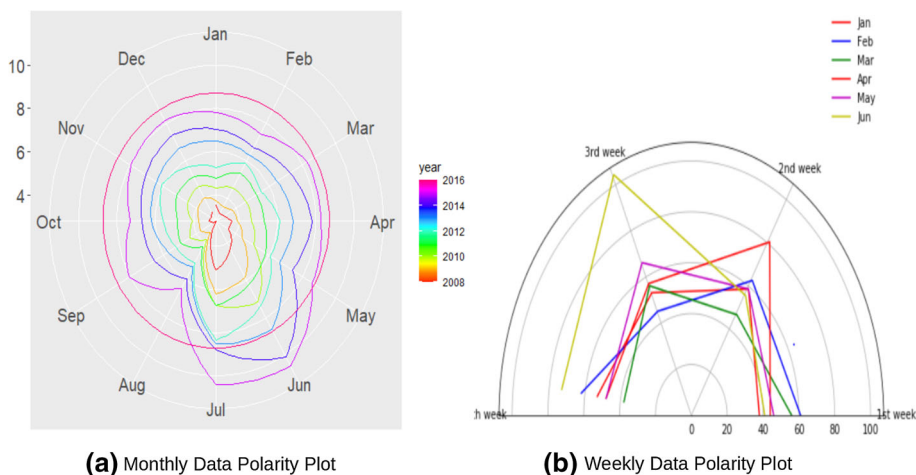 Jan
Feb
Mar
Apr
May
Jun
Jul
Aug
Sep
Oct
Nov
Dec
10
8
6
4
year
2016
2014
2012
2010
2008
(a) Monthly Data Polarity Plot
Jan
Feb
Mar
Apr
May
Jun
3rd week
2nd week
h week
1st week
0 20 40 60 80 100
(b) Weekly Data Polarity Plot